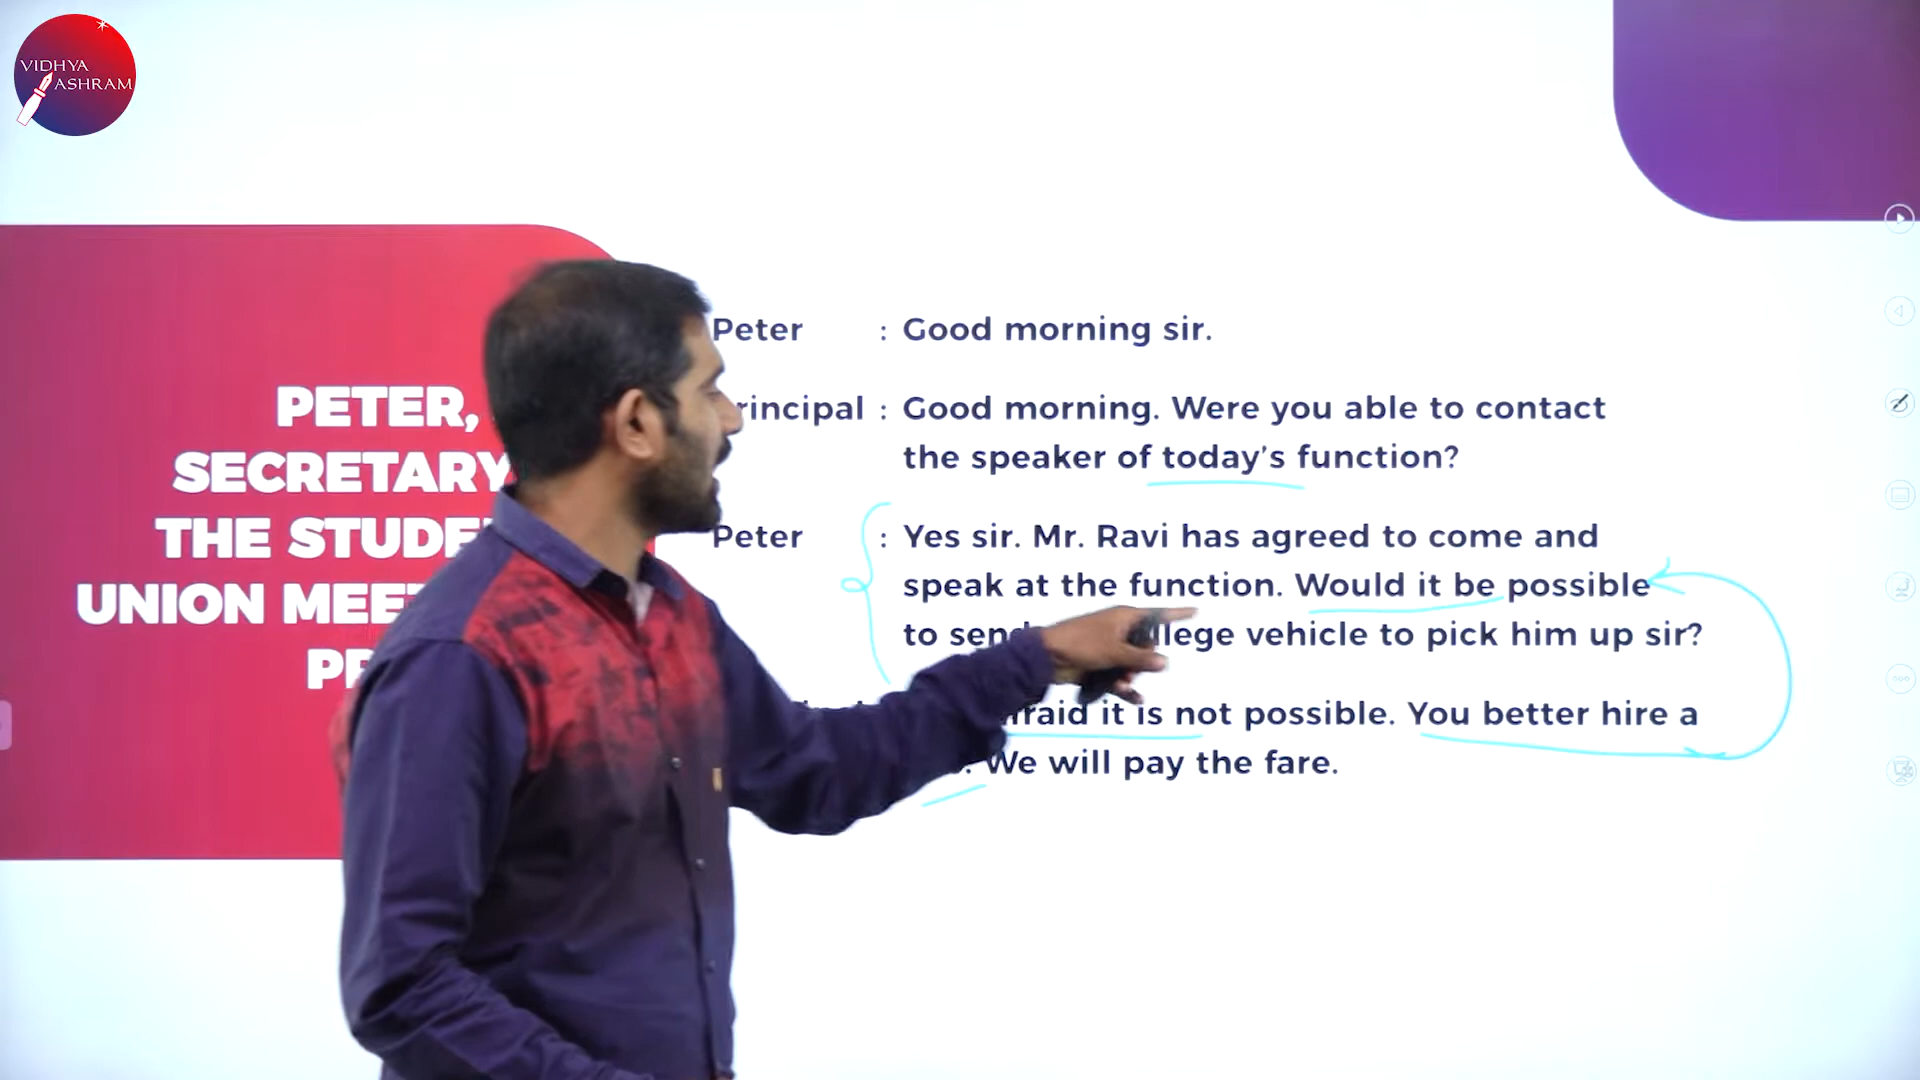 VIDHYA
ASHRAM
PETER,
SECRETARY
THE STUDE
UNION MEE
PR
Peter : Good morning sir.
rincipal : Good morning. Were you able to contact
the speaker of today's function?
Peter : Yes sir. Mr. Ravi has agreed to come and
speak at the function. Would it be possible
to send llege vehicle to pick him up sir?
fraid it is not possible. You better hire a
We will pay the fare.